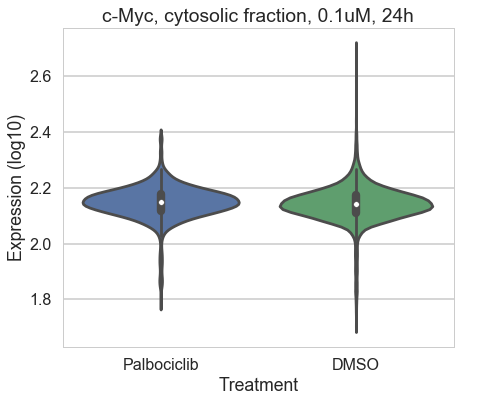 c-Myc, cytosolic fraction, 0.1uM, 24h
Expression (log10)
2.6
2.4
2.2
2.0
1.8
Palbociclib
DMSO
Treatment